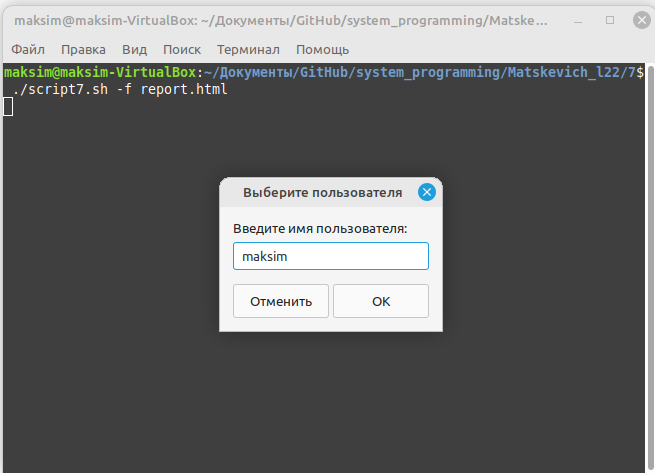 maksim@maksim-VirtualBox: ~/Документы/GitHub/system_programming/Matske...
Файл Правка Вид Поиск Терминал Помощь
maksim@maksim-VirtualBox:~/Документы/GitHub/system_programming/Matskevich_l22/7$
./script7.sh -f report.html
Выберите пользователя
Введите имя пользователя:
maksim
Отменить OK